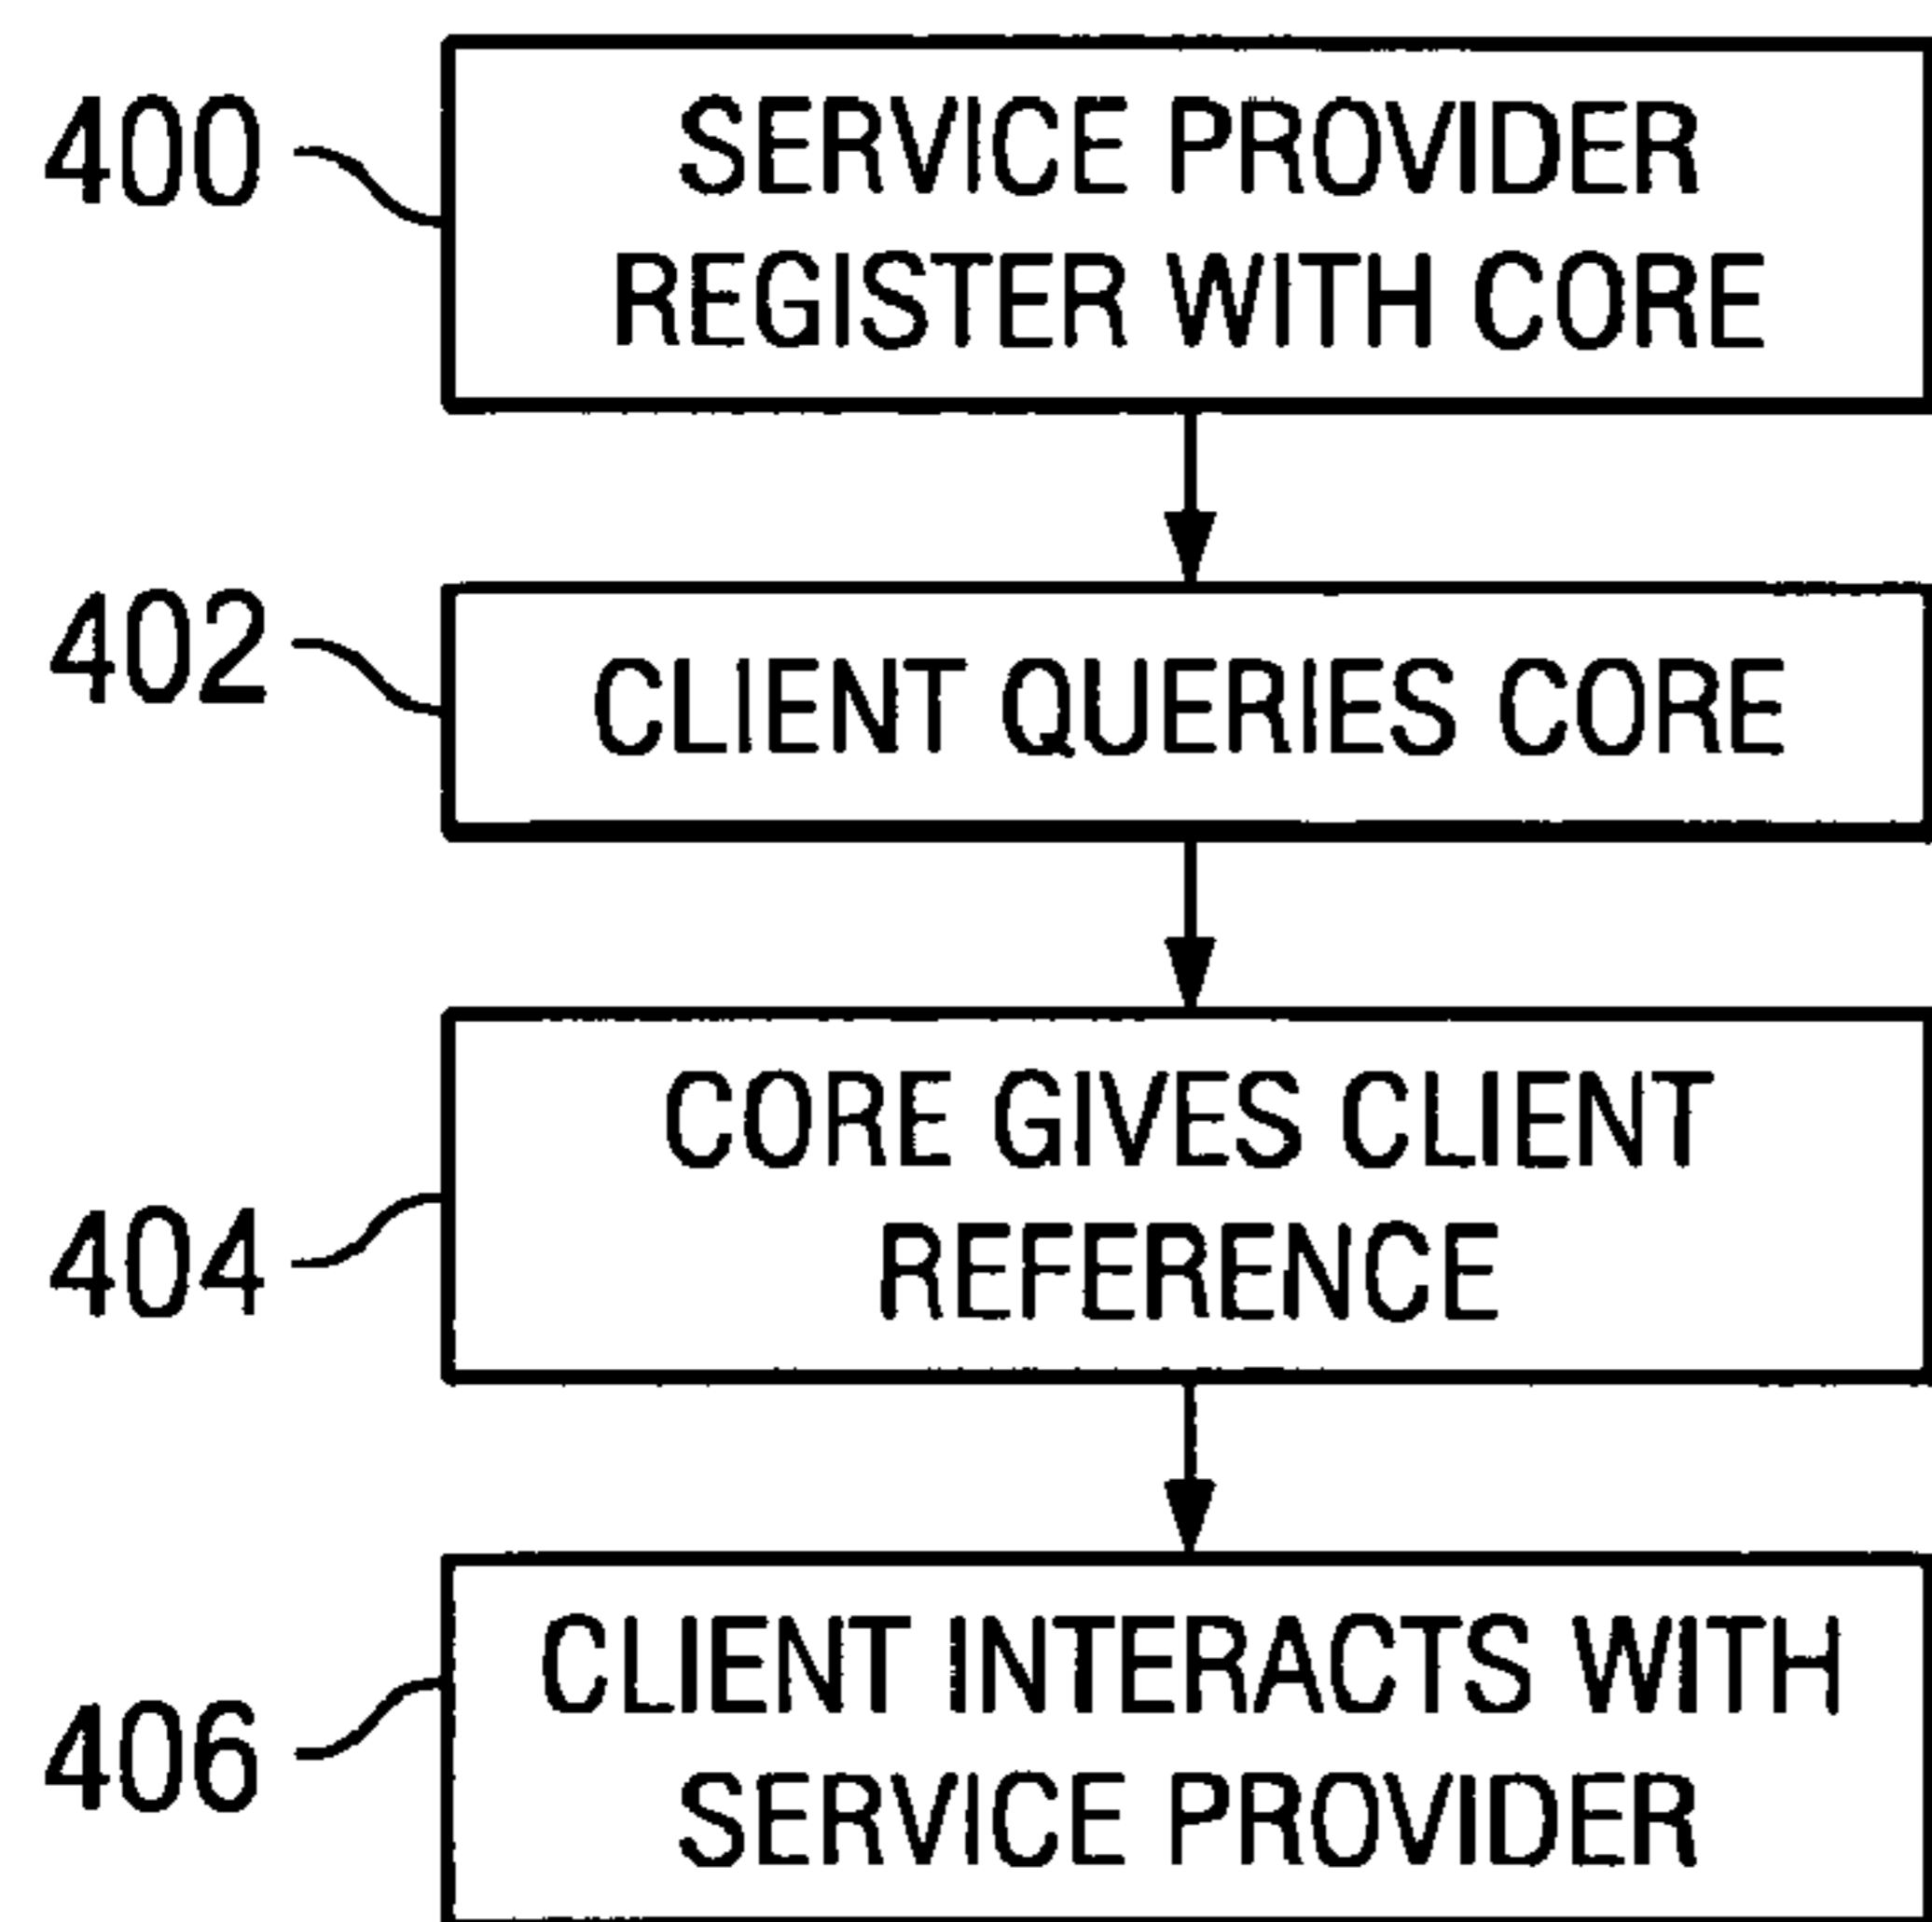 400
SERVICE PROVIDER
REGISTER WITH CORE
402
CLIENT QUERIES CORE
CORE GIVES CLIENT
REFERENCE
404
CLIENT INTERACTS WITH
SERVICE PROVIDER
406